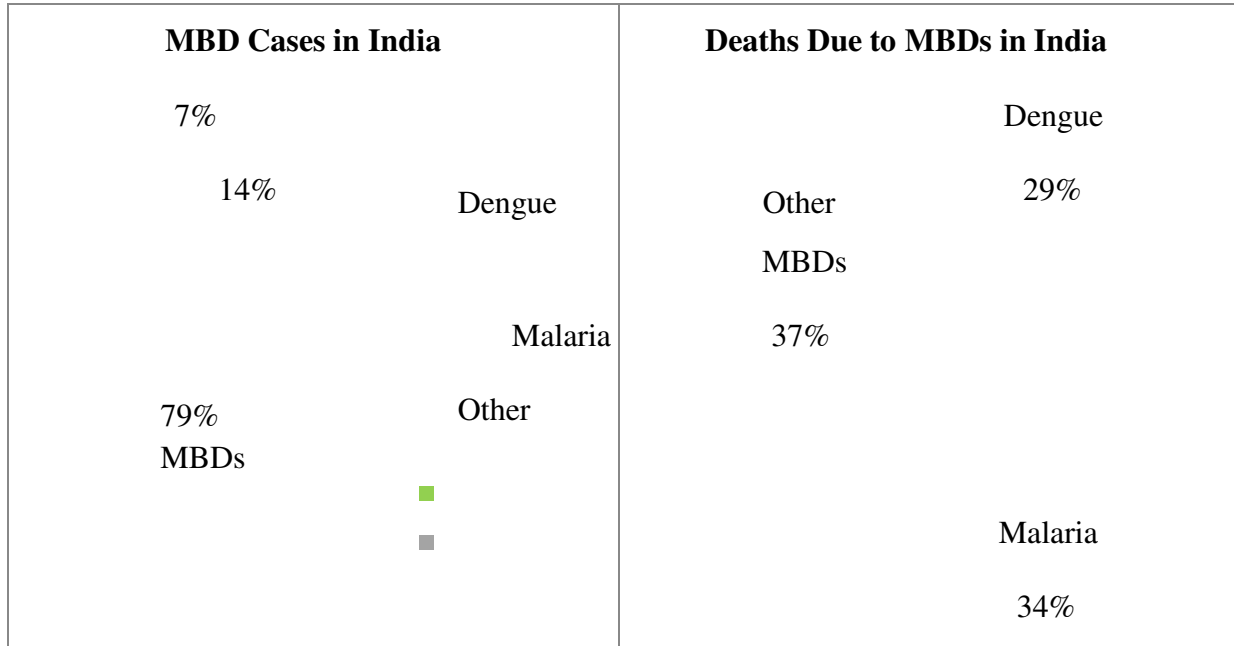 MBD Cases in India
7%
14%
Dengue
Malaria
Other
79%
MBDs
Deaths Due to MBDs in India
Dengue
29%
Other
MBDs
37%
Malaria
34%